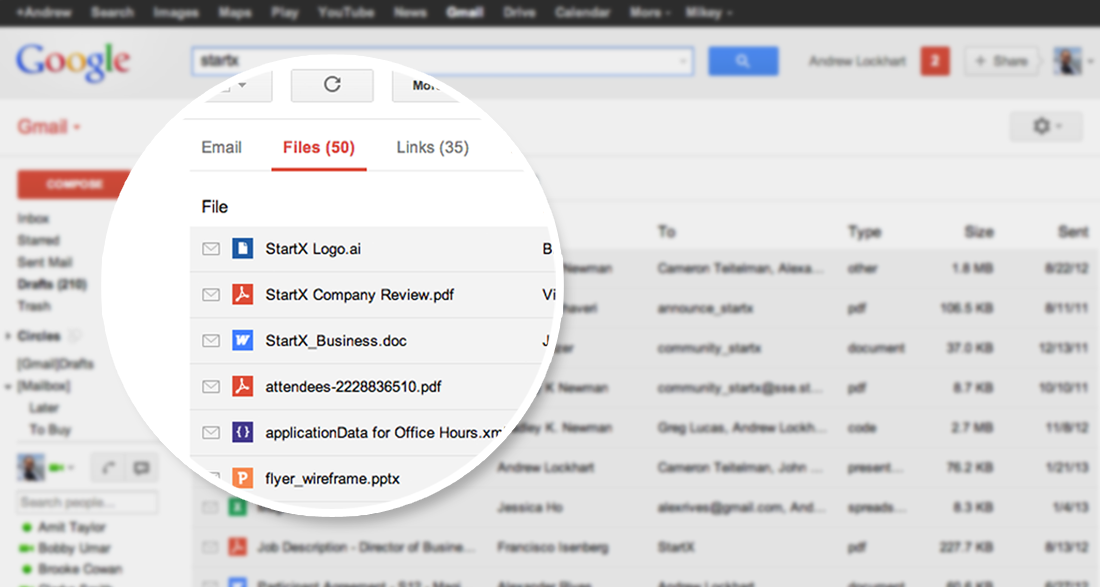 +Andrew Search Images Maps Play YouTube News Gmail Drive Calendar More Mikey
Google
startx
Andrew Lockhart 2 + Share
Gmail
COMPOSE
Inbox
Starred
Sent Mail
Drafts (210)
Trash
Circles
[Gmail]Drafts
[Mailbox]
Later
To Buy
Search people...
Amit Taylor
Bobby Umar
Brooke Cowan
Email Files (50) Links (35)
File To Type Size Sent
StartX Logo.ai B Newman Cameron Teitelman, Alexa... other 1.8 MB 8/22/12
StartX Company Review.pdf Vi haveri announce_startx pdf 106.5 KB 8/11/11
StartX_Business.doc J community_startx document 37.0 KB 12/13/11
attendees-2228836510.pdf K Newman community_startx@sse.st... pdf 8.7 KB 10/10/11
applicationData for Office Hours.xm dley K. Newman Greg Lucas, Andrew Lockh... code 2.7 MB 11/8/12
flyer_wireframe.pptx Andrew Lockhart Cameron Teitelman, John ... present... 76.2 KB 1/21/13
Jessica Ho alexrives@gmail.com, And... spreads... 8.3 KB 1/4/13
Job Description - Director of Busine... Francisco Isenberg StartX pdf 227.7 KB 8/13/12